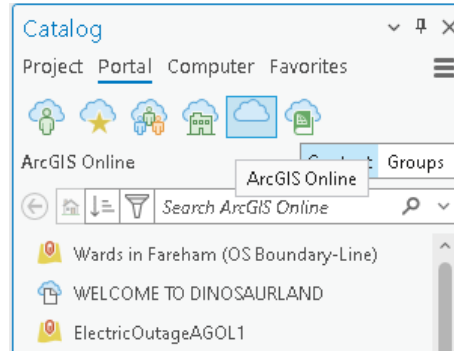 Catalog
Project Portal Computer Favorites
ArcGIS Online Groups
ArcGIS Online
Search ArcGIS Online
Wards in Fareham (OS Boundary-Line)
WELCOME TO DINOSAURLAND
ElectricOutageAGOL1